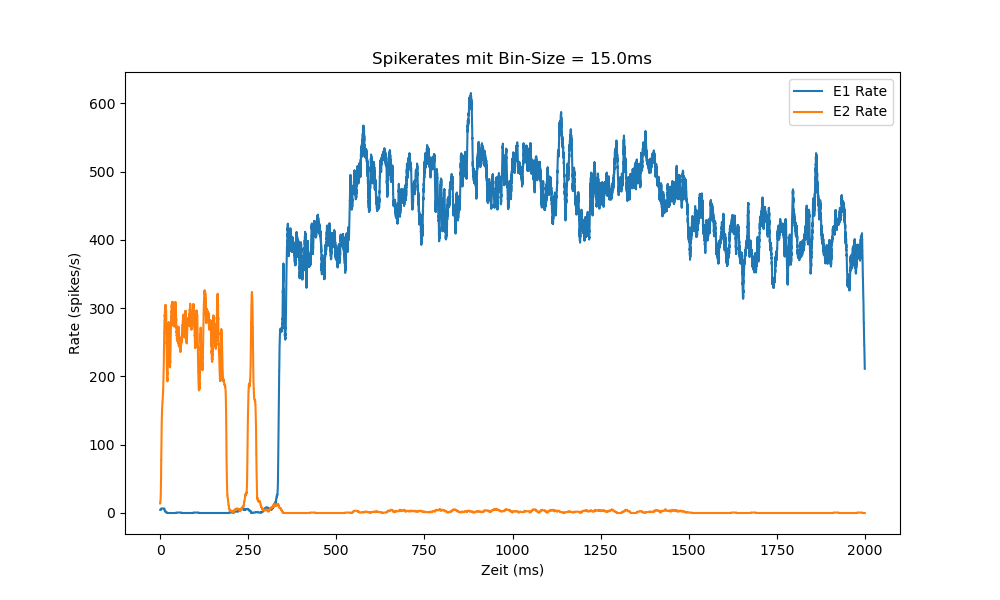 Spikerates mit Bin-Size = 15.0ms
E1 Rate
E2 Rate
Rate (spikes/s)
600
500
400
300
200
100
0
0 250 500 750 1000 1250 1500 1750 2000
Zeit (ms)